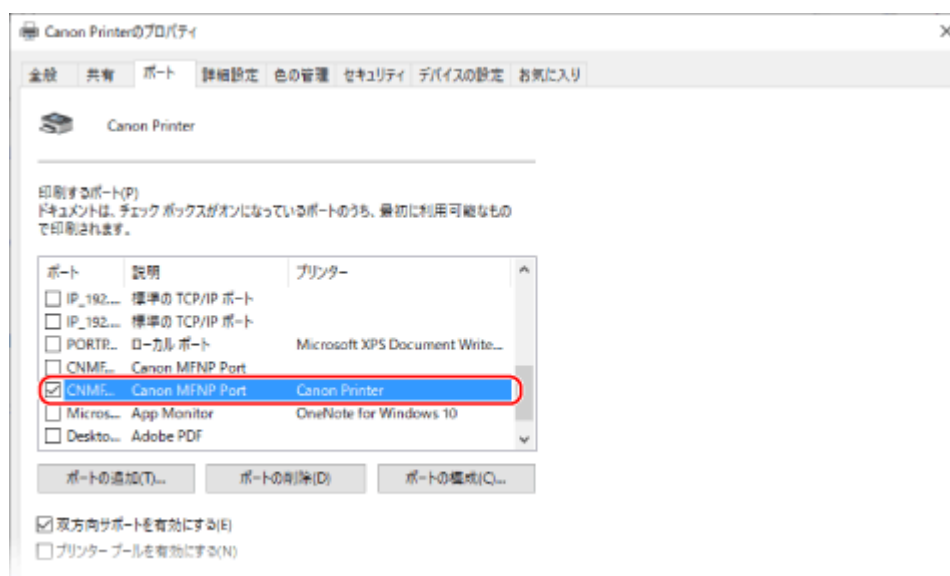 Canon Printerのプロパティ
全般 共有 ポート 詳細設定 色の管理 セキュリティ デバイスの設定 お気に入り
Canon Printer
印刷するポート(P)
ドキュメントは、チェック ボックスがオンになっているポートのうち、最初に利用可能なもの
で印刷されます。
ポート 説明 プリンター
IP_192.... 標準の TCP/IP ポート
IP_192.... 標準の TCP/IP ポート
PORTP... ローカル ポート Microsoft XPS Document Write...
CNMF... Canon MFNP Port
CNMF... Canon MFNP Port Canon Printer
Micros... App Monitor OneNote for Windows 10
Deskto... Adobe PDF
ポートの追加(T)... ポートの削除(D) ポートの構成(C)...
双方向サポートを有効にする(E)
プリンター プールを有効にする(N)